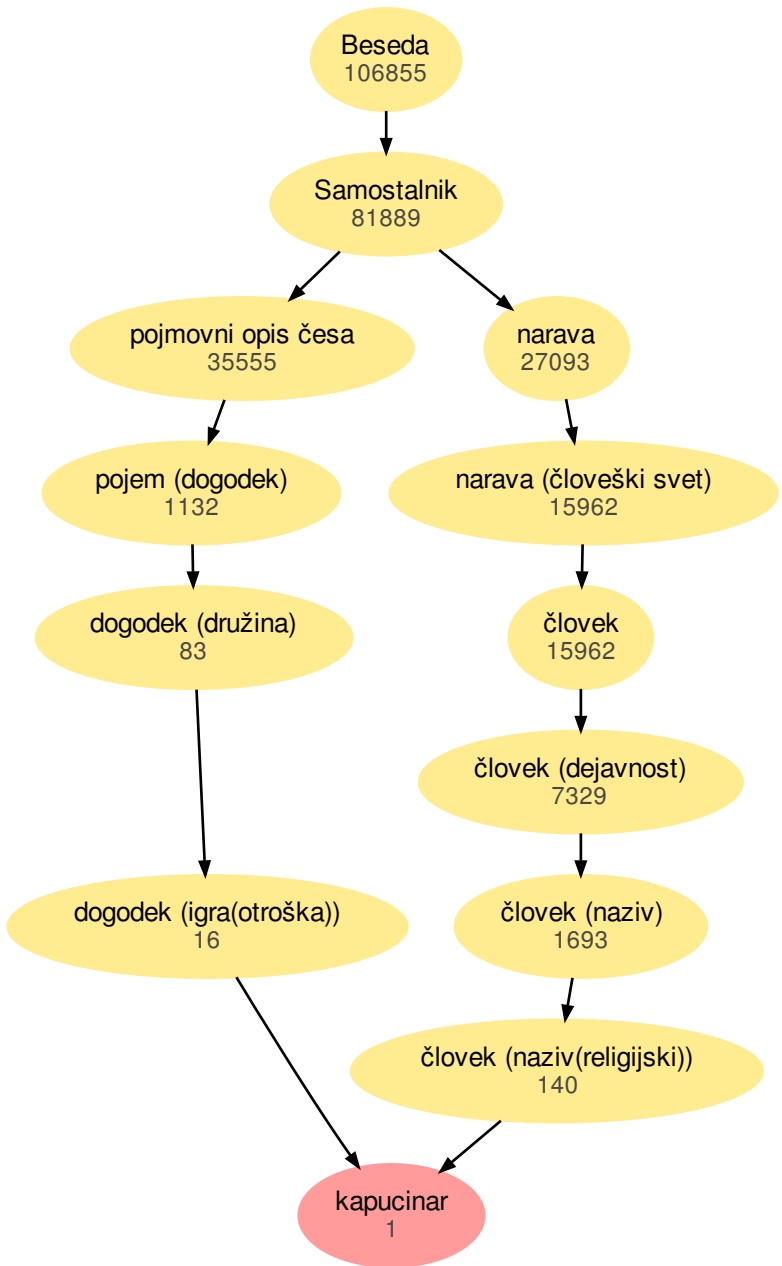 Beseda
106855
Samostalnik
81889
pojmovni opis česa
35555
narava
27093
pojem (dogodek)
1132
narava (človeški svet)
15962
dogodek (družina)
83
človek
15962
človek (dejavnost)
7329
dogodek (igra(otroška))
16
človek (naziv)
1693
človek (naziv(religijski))
140
kapucinar
1